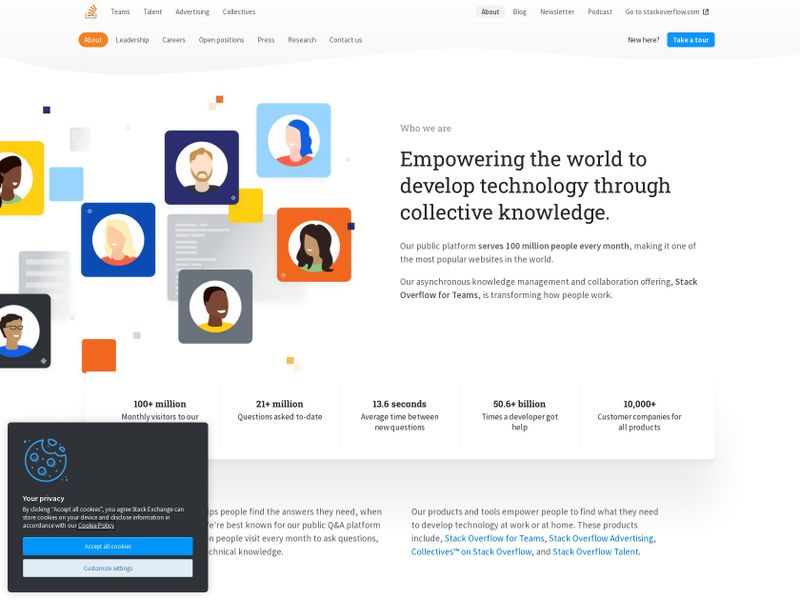 Teams Talent Advertising Collectives About Blog Newsletter Podcast Go to stackoverflow.com
About Leadership Careers Open positions Press Research Contact us New here? Take a tour
Who we are
Empowering the world to
develop technology through
collective knowledge.
Our public platform serves 100 million people every month, making it one of
the most popular websites in the world.
Our asynchronous knowledge management and collaboration offering, Stack
Overflow for Teams, is transforming how people work.
100+ million
Monthly visitors to our
21+ million
Questions asked to-date
13.6 seconds
Average time between
new questions
50.6+ billion
Times a developer got
help
10,000+
Customer companies for
all products
people find the answers they need, when
we're best known for our public Q&A platform
people visit every month to ask questions,
knowledge.
Our products and tools empower people to find what they need
to develop technology at work or at home. These products
include, Stack Overflow for Teams, Stack Overflow Advertising,
Collectives™ on Stack Overflow, and Stack Overflow Talent.
Your privacy
By clicking "Accept all cookies", you agree Stack Exchange can
store cookies on your device and disclose information in
accordance with our Cookie Policy
Accept all cookies
Customize settings